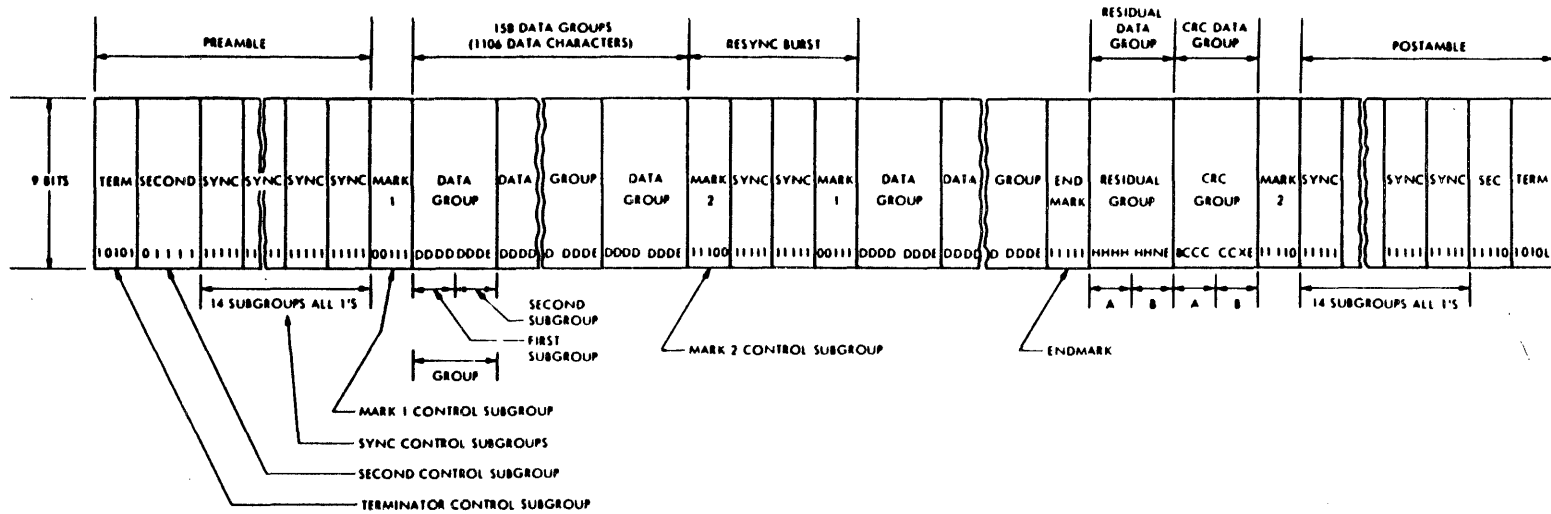 PREAMBLE
158 DATA GROUPS
(1106 DATA CHARACTERS)
RESYNC BURST
RESIDUAL
DATA
GROUP
CRC DATA
GROUP
POSTAMBLE
9 BITS
TERM SECOND SYNC SYNC SYNC SYNC MARK 1 DATA GROUP DATA GROUP DATA GROUP MARK 2 SYNC SYNC MARK 1 DATA GROUP DATA GROUP END MARK RESIDUAL GROUP CRC GROUP MARK 2 SYNC SYNC SYNC SEC TERM
10101 01111 11111 11 11 11111 11111 00111 DDDD DDDE DDDD D DDDE DDDD DDDE 11100 11111 11111 00111 DDDD DDDE DDDD D DDDE 11111 HHHH HHNE BCCC CCXE 11110 11111 11111 11111 11110 1010L
14 SUBGROUPS ALL 1'S
SECOND
SUBGROUP
FIRST
SUBGROUP
GROUP
A B A B
14 SUBGROUPS ALL 1'S
MARK 2 CONTROL SUBGROUP
ENDMARK
MARK 1 CONTROL SUBGROUP
SYNC CONTROL SUBGROUPS
SECOND CONTROL SUBGROUP
TERMINATOR CONTROL SUBGROUP